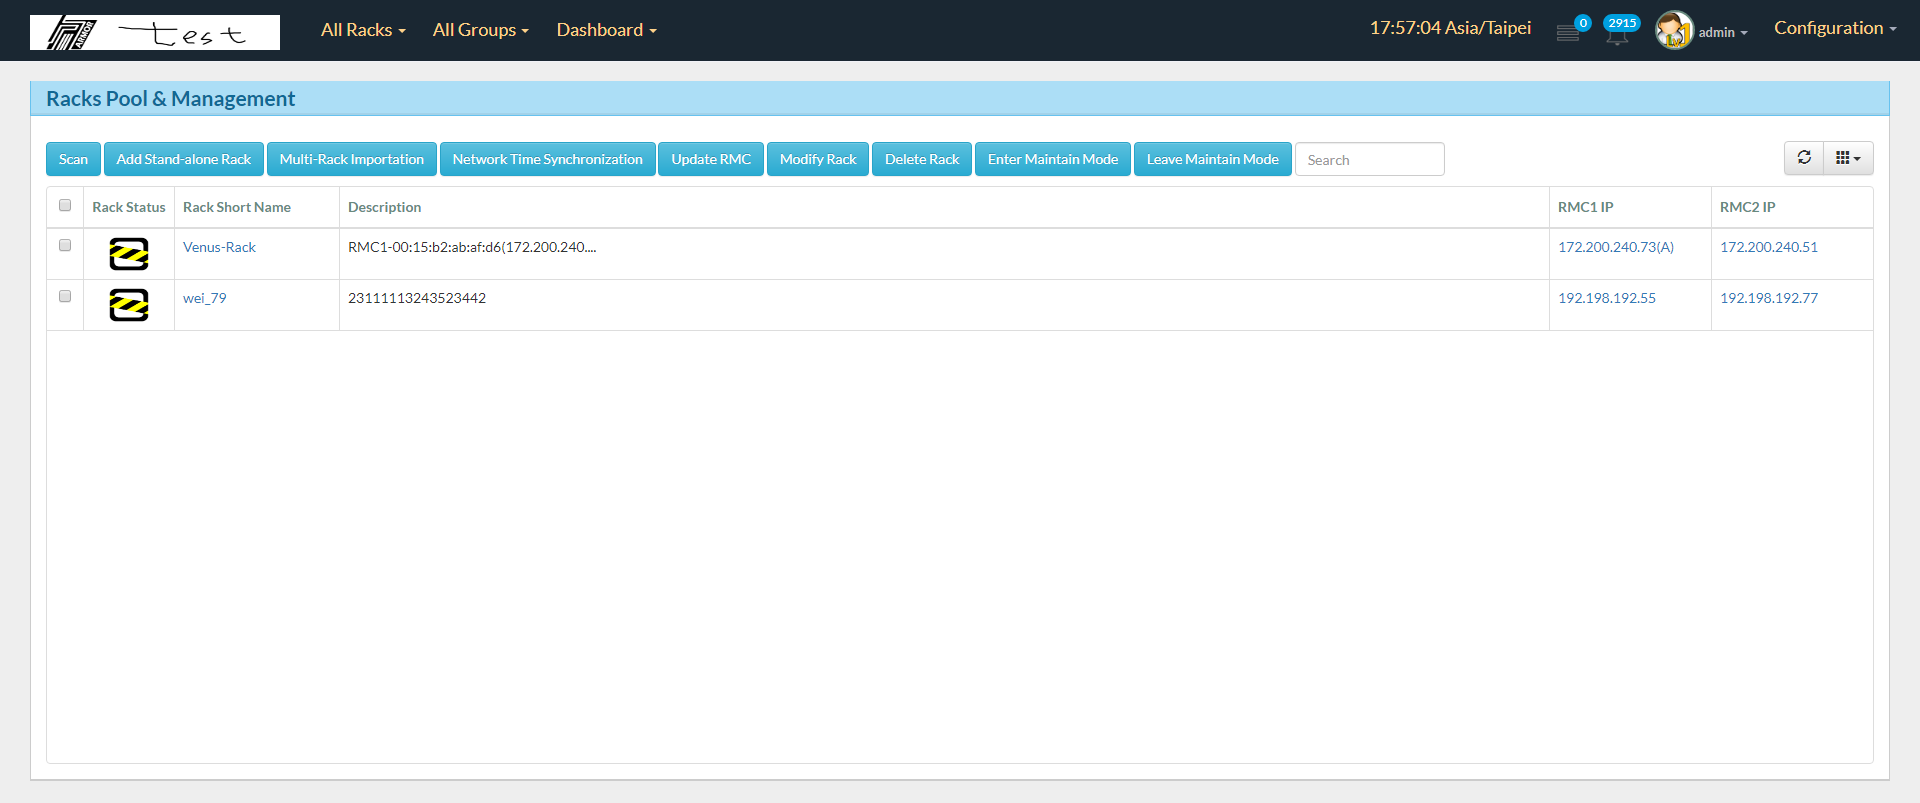 ARMOR test All Racks All Groups Dashboard 17:57:04 Asia/Taipei 0 2915 admin Configuration
Racks Pool & Management
Scan Add Stand-alone Rack Multi-Rack Importation Network Time Synchronization Update RMC Modify Rack Delete Rack Enter Maintain Mode Leave Maintain Mode Search
Rack Status Rack Short Name Description RMC1 IP RMC2 IP
Venus-Rack RMC1-00:15:b2:ab:af:d6(172.200.240.... 172.200.240.73(A) 172.200.240.51
wei_79 23111113243523442 192.198.192.55 192.198.192.77